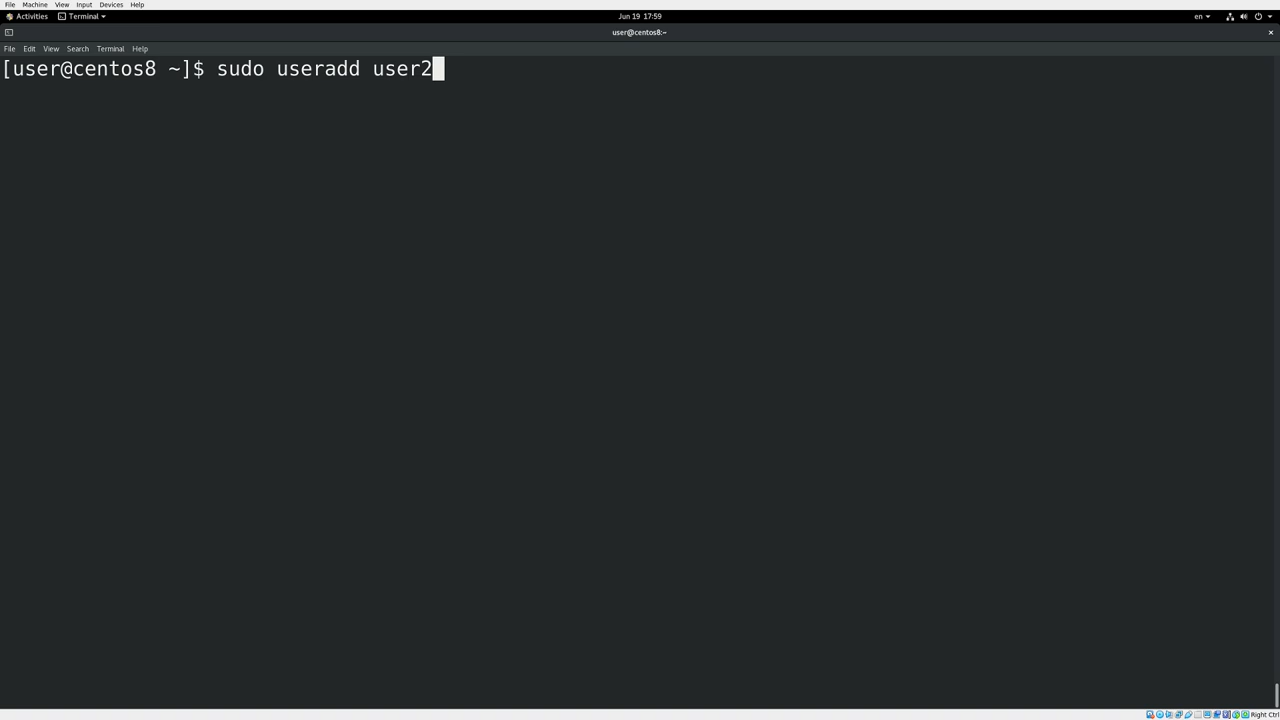 File Machine View Input Devices Help
Activities Terminal Jun 19 17:59 en
user@centos8:~ ×
File Edit View Search Terminal Help
[user@centos8 ~]$ sudo useradd user2
Right Ctrl